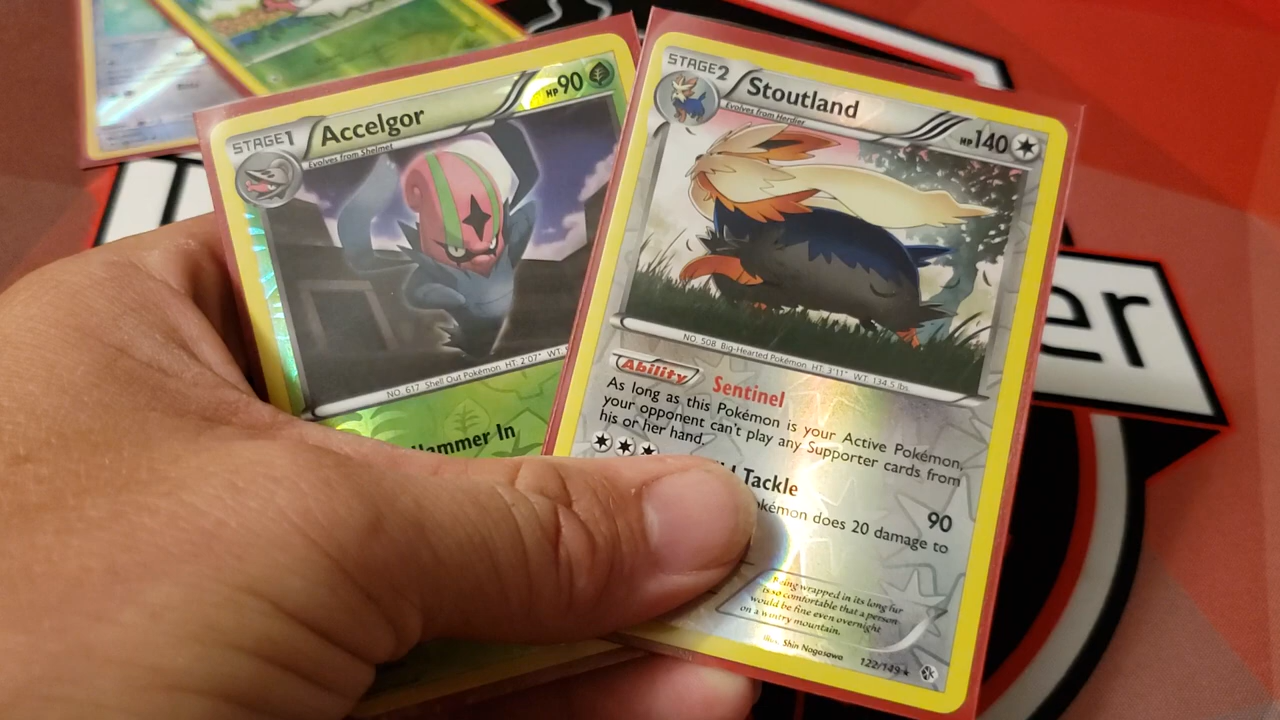 STAGE1
Accelgor
HP 90
Evolves from Shelmet
NO. 617 Shell Out Pokémon HT: 2'07" WT:
Hammer In
STAGE2
Stoutland
HP 140
Evolves from Herdier
NO. 508 Big-Hearted Pokémon HT: 3'11" WT: 134.5 lbs.
Ability Sentinel
As long as this Pokémon is your Active Pokémon,
your opponent can't play any Supporter cards from
his or her hand.
Tackle
90
Pokémon does 20 damage to
Being wrapped in its long fur
is so comfortable that a person
would be fine even overnight
on a wintry mountain.
Illus. Shin Nagasawa
122/149 ★
er